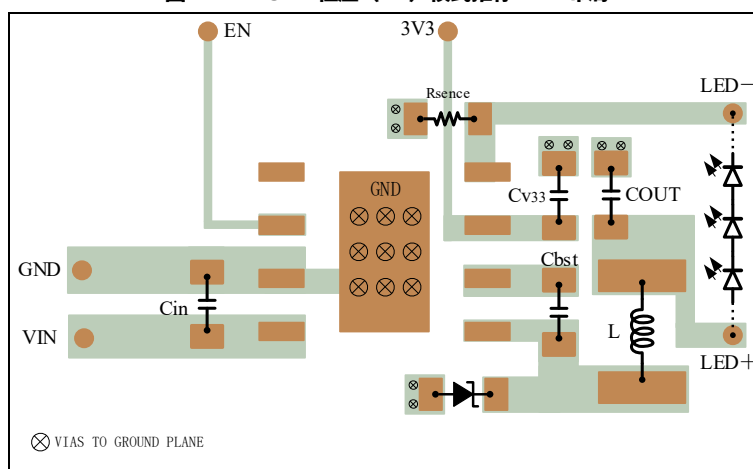 EN
3V3
Rsence
LED−
GND
Cv33
COUT
GND
Cbst
Cin
VIN
L
LED+
VIAS TO GROUND PLANE